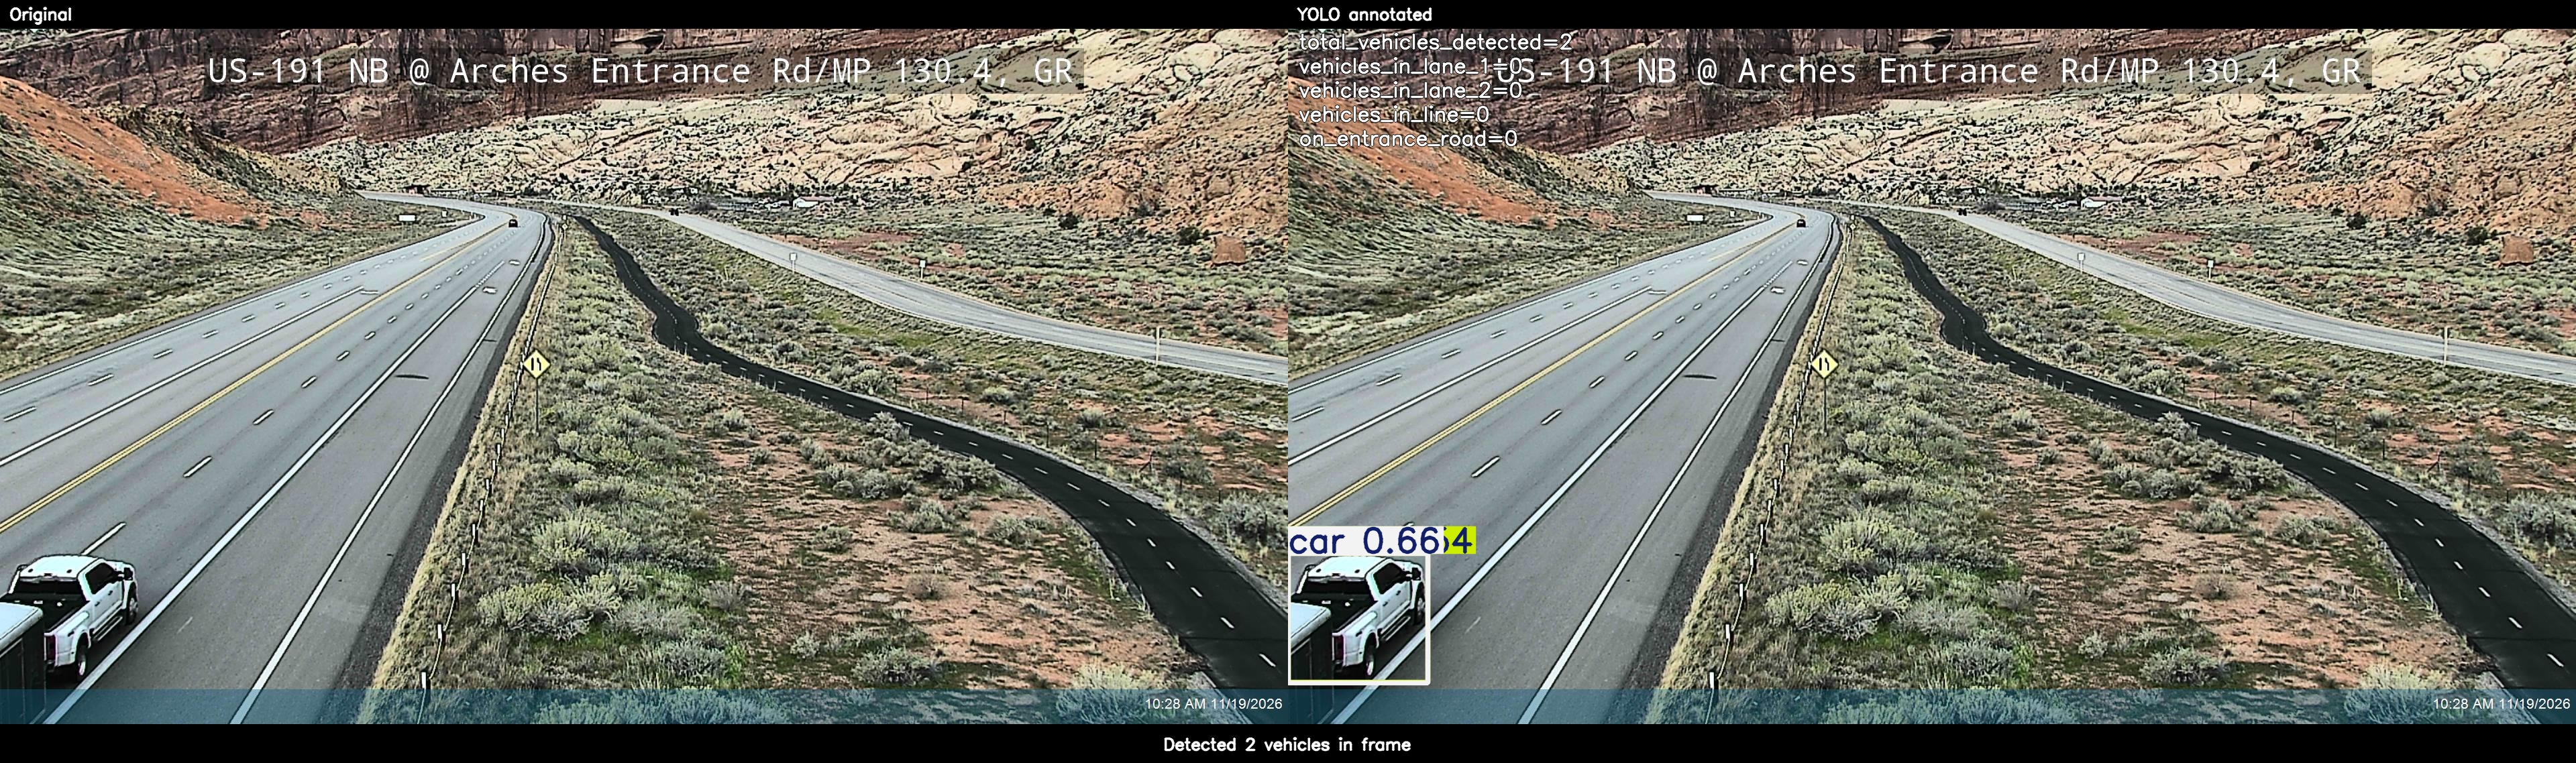 Original
US-191 NB @ Arches Entrance Rd/MP 130.4, GR
10:28 AM 11/19/2026
YOLO annotated
total_vehicles_detected=2
vehicles_in_lane_1=0
US-191 NB @ Arches Entrance Rd/MP 130.4, GR
vehicles_in_lane_2=0
vehicles_in_line=0
on_entrance_road=0
car 0.66
4
10:28 AM 11/19/2026
Detected 2 vehicles in frame